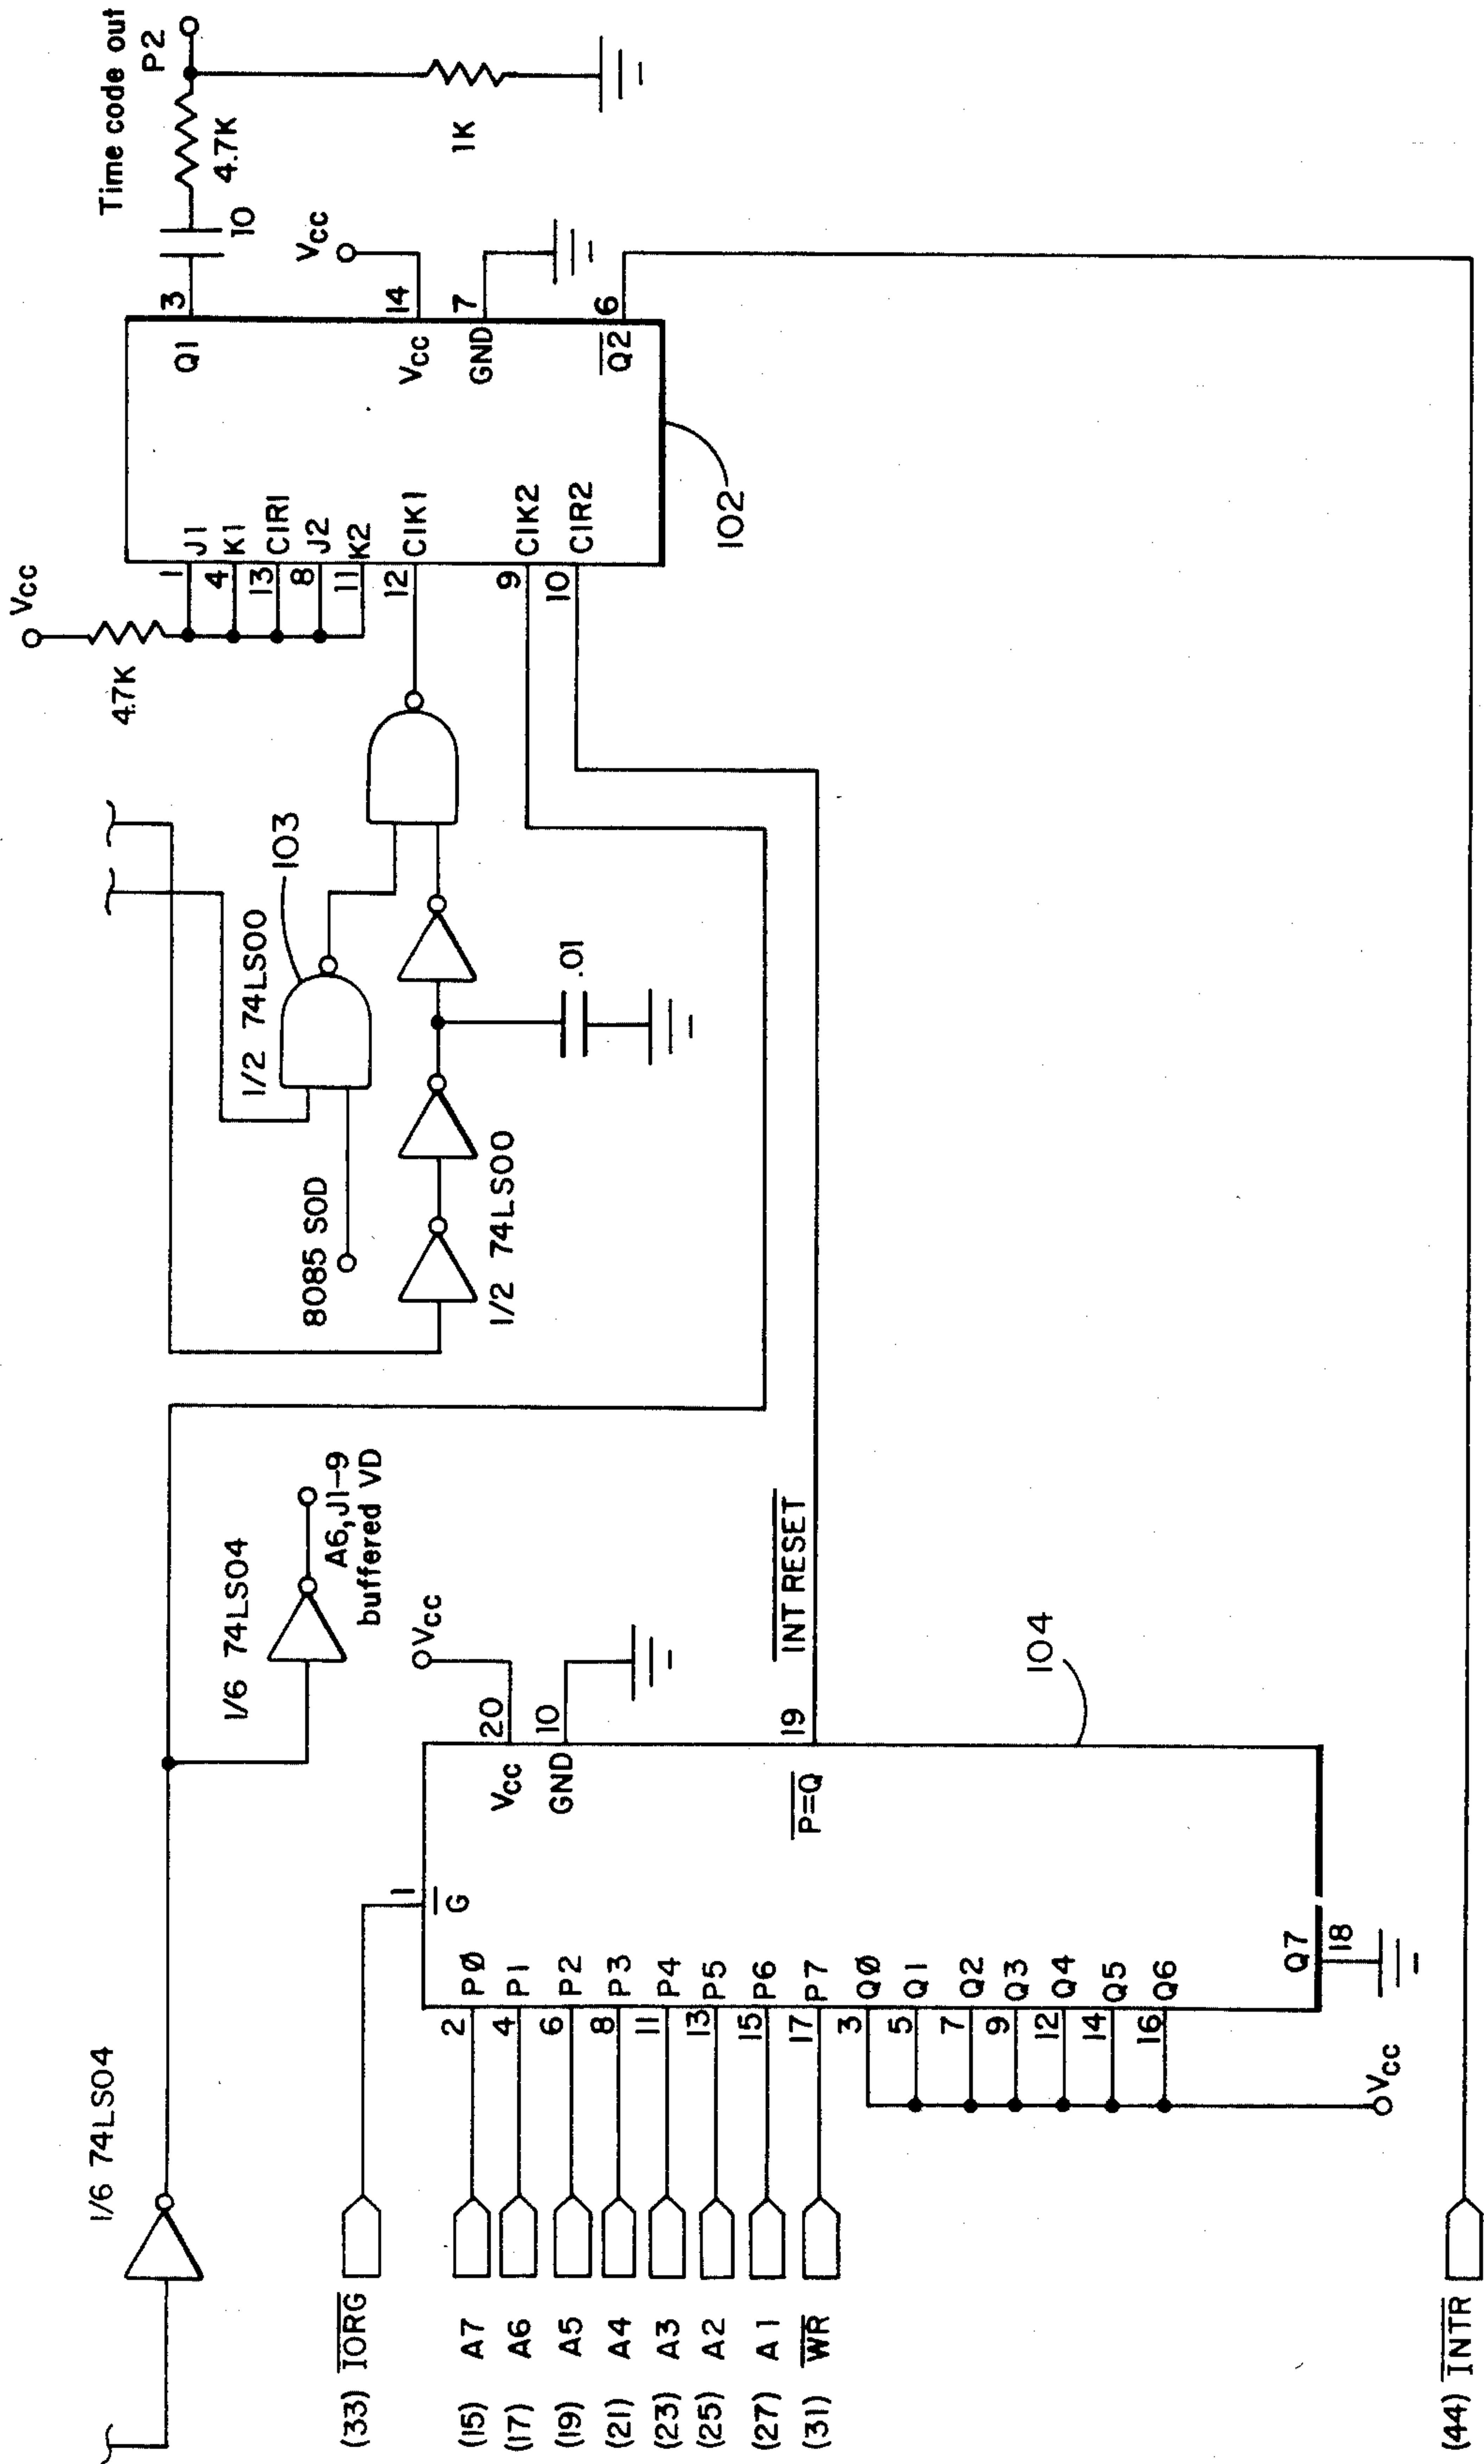 1/6 74LS04
1/6 74LS04
A6, J1-9
buffered VD
8085 SOD
1/2 74LS00
103
1/2 74LS00
.01
4.7K
Vcc
Time code out
P2
4.7K
10
1K
1 J1
4 K1
13 ClR1
8 J2
11 K2
12 ClK1
9 ClK2
10 ClR2
Q1 3
Vcc 14
Vcc
GND 7
Q2 6
102
(33) IORG
1 G
(15) A7 2 P0
(17) A6 4 P1
(19) A5 6 P2
(21) A4 8 P3
(23) A3 11 P4
(25) A2 13 P5
(27) A1 15 P6
(31) WR 17 P7
3 Q0
5 Q1
7 Q2
9 Q3
12 Q4
14 Q5
16 Q6
Q7 18
Vcc
Vcc 20
Vcc
GND 10
P=Q 19
INT RESET
104
(44) INTR